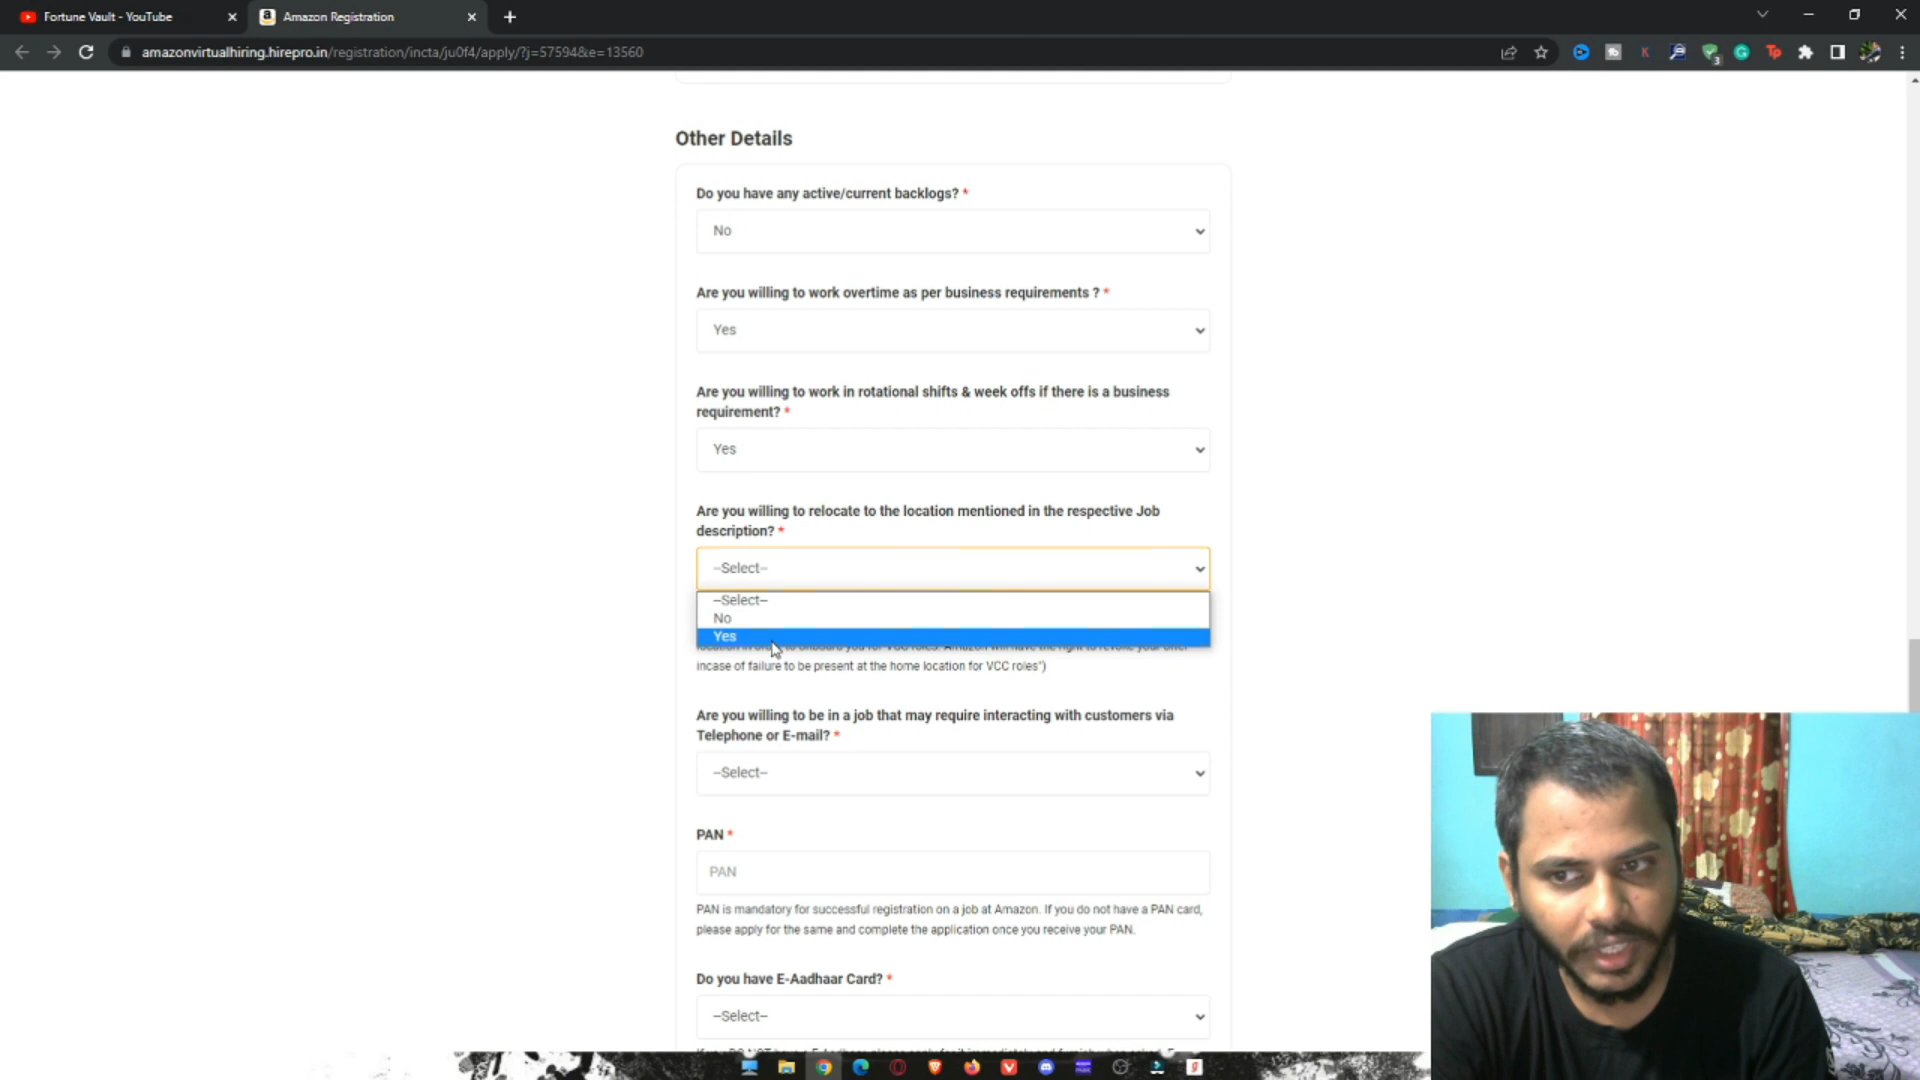 Fortune Vault - YouTube
Amazon Registration
amazonvirtualhiring.hirepro.in/registration/incta/ju0f4/apply/?j=57594&e=13560
Other Details
Do you have any active/current backlogs? *
No
Are you willing to work overtime as per business requirements ? *
Yes
Are you willing to work in rotational shifts & week offs if there is a business
requirement? *
Yes
Are you willing to relocate to the location mentioned in the respective Job
description? *
--Select--
--Select--
No
Yes
incase of failure to be present at the home location for VCC roles")
Are you willing to be in a job that may require interacting with customers via
Telephone or E-mail? *
--Select--
PAN *
PAN
PAN is mandatory for successful registration on a job at Amazon. If you do not have a PAN card,
please apply for the same and complete the application once you receive your PAN.
Do you have E-Aadhaar Card? *
--Select--